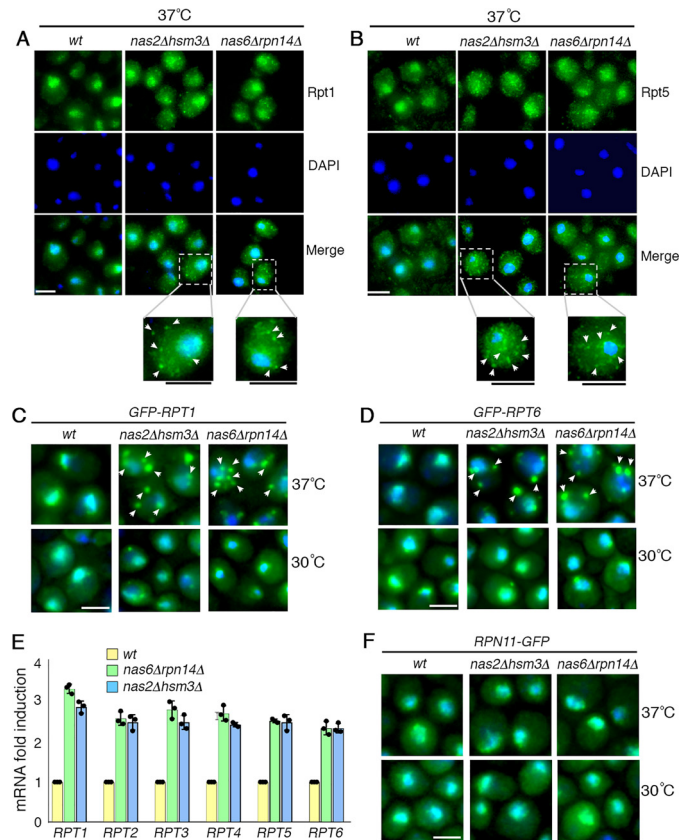 37°C
A
wt
nas2Δhsm3Δ
nas6Δrpn14Δ
Rpt1
DAPI
Merge
37°C
B
wt
nas2Δhsm3Δ
nas6Δrpn14Δ
Rpt5
DAPI
Merge
C
GFP-RPT1
wt
nas2Δhsm3Δ
nas6Δrpn14Δ
37°C
30°C
D
GFP-RPT6
wt
nas2Δhsm3Δ
nas6Δrpn14Δ
37°C
30°C
E
mRNA fold induction
4
3
2
1
0
wt
nas6Δrpn14Δ
nas2Δhsm3Δ
RPT1 RPT2 RPT3 RPT4 RPT5 RPT6
F
RPN11-GFP
wt
nas2Δhsm3Δ
nas6Δrpn14Δ
37°C
30°C